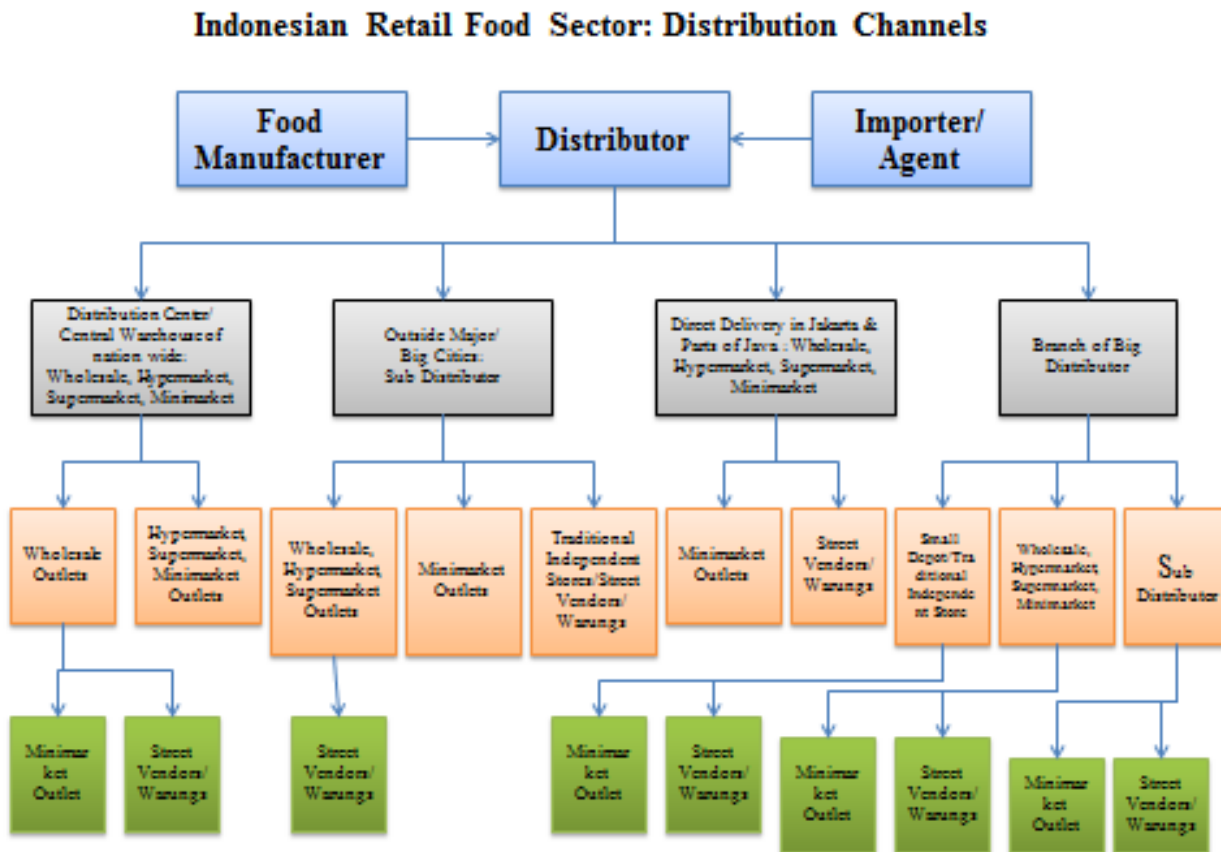 Indonesian Retail Food Sector: Distribution Channels
Food
Manufacturer
Distributor
Importer/
Agent
Distribution Center/
Central Warehouse of
nation wide:
Wholesale, Hypermarket,
Supermarket, Minimarket
Outside Major/
Big Cities:
Sub Distributor
Direct Delivery in Jakarta &
Parts of Java : Wholesale,
Hypermarket, Supermarket,
Minimarket
Branch of Big
Distributor
Wholesale
Outlets
Hypermarket,
Supermarket,
Minimarket
Outlets
Wholesale,
Hypermarket,
Supermarket
Outlets
Minimarket
Outlets
Traditional
Independent
Stores/Street
Vendors/
Warungs
Minimarket
Outlets
Street
Vendors/
Warungs
Small
Depot/Tra
ditional
Independe
nt Store
Wholesale,
Hypermarket,
Supermarket,
Minimarket
Sub
Distributor
Minimar
ket
Outlet
Street
Vendors/
Warungs
Street
Vendors/
Warungs
Minimar
ket
Outlet
Street
Vendors/
Warungs
Minimar
ket
Outlet
Street
Vendors/
Warungs
Minimar
ket
Outlet
Street
Vendors/
Warungs